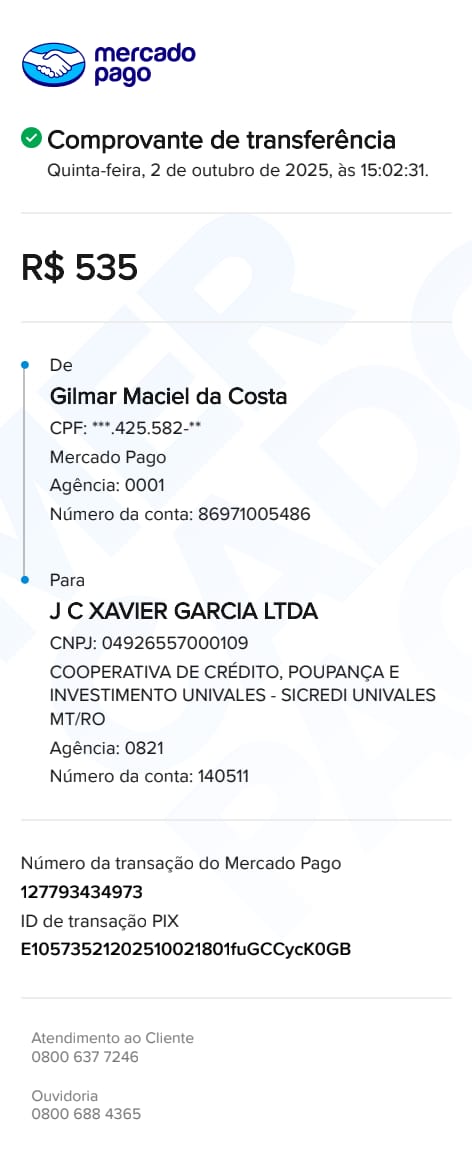 mercado
pago
Comprovante de transferência
Quinta-feira, 2 de outubro de 2025, às 15:02:31.
R$ 535
De
Gilmar Maciel da Costa
CPF: ***.425.582-**
Mercado Pago
Agência: 0001
Número da conta: 86971005486
Para
J C XAVIER GARCIA LTDA
CNPJ: 04926557000109
COOPERATIVA DE CRÉDITO, POUPANÇA E
INVESTIMENTO UNIVALES - SICREDI UNIVALES
MT/RO
Agência: 0821
Número da conta: 140511
Número da transação do Mercado Pago
127793434973
ID de transação PIX
E10573521202510021801fuGCCycK0GB
Atendimento ao Cliente
0800 637 7246
Ouvidoria
0800 688 4365